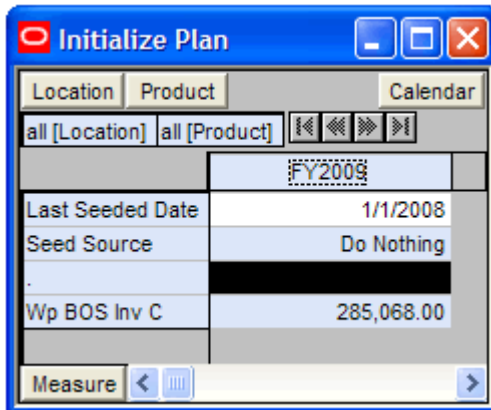 Initialize Plan
Location Product Calendar
all [Location] all [Product]
FY2009
Last Seeded Date 1/1/2008
Seed Source Do Nothing
.
Wp BOS Inv C 285,068.00
Measure